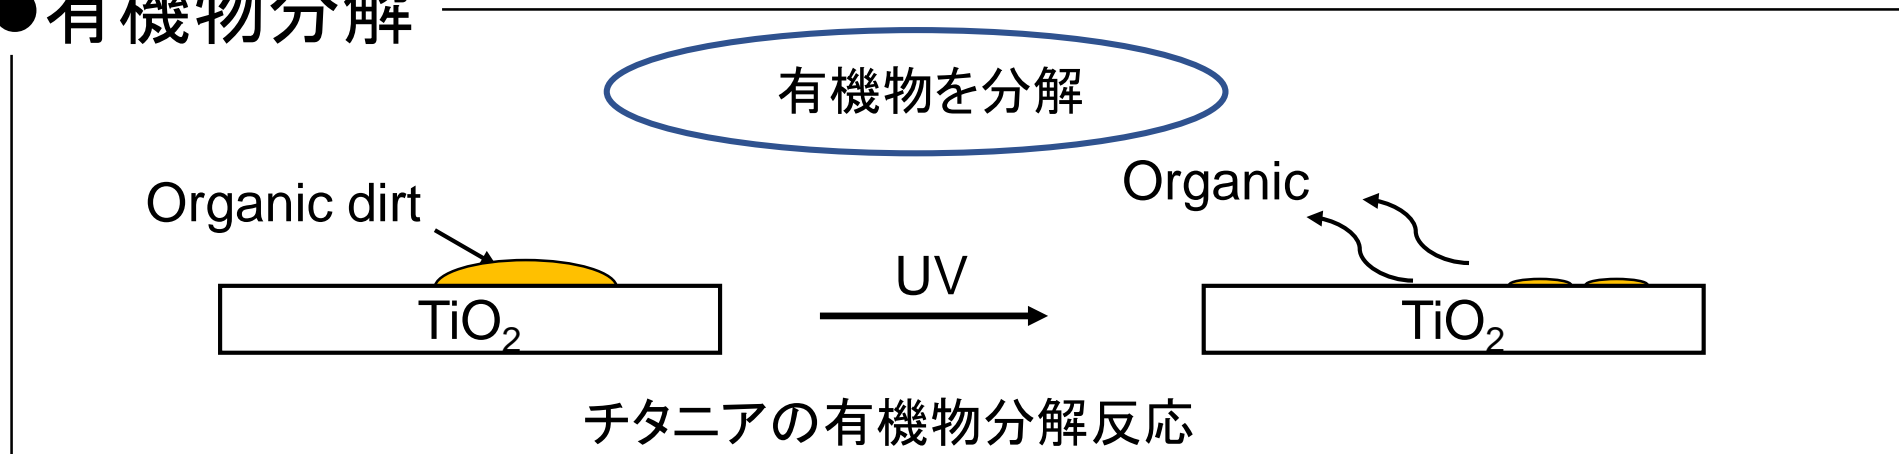 ●有機物分解
有機物を分解
Organic dirt
Organic
UV
TiO₂
TiO₂
チタニアの有機物分解反応